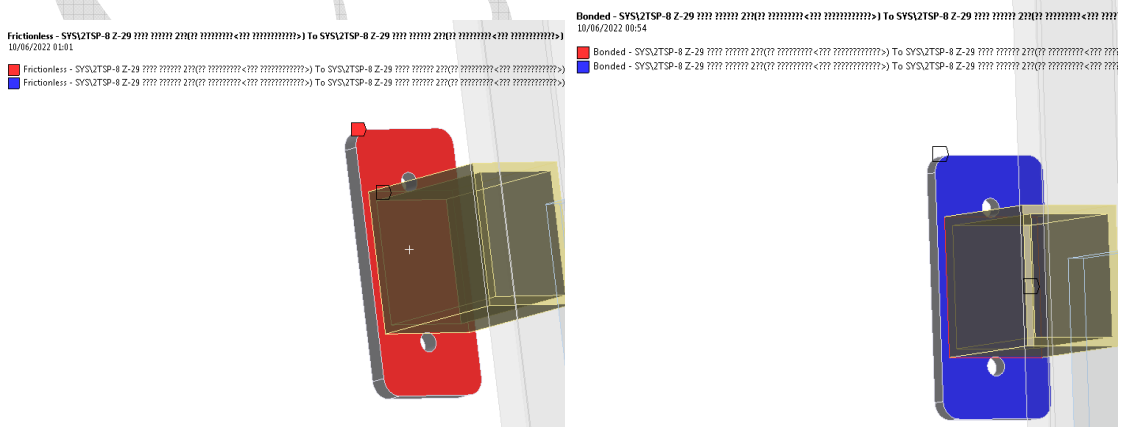 Frictionless - SYS\2TSP-8 Z-29 ???? ?????? 2??(?? ?????????<??? ????????????>) To SYS\2TSP-8 Z-29 ???? ?????? 2??(?? ?????????<??? ????????????>)
10/06/2022 01:01
Frictionless - SYS\2TSP-8 Z-29 ???? ?????? 2??(?? ?????????<??? ????????????>) To SYS\2TSP-8 Z-29 ???? ?????? 2??(?? ?????????<??? ????????????>)
Frictionless - SYS\2TSP-8 Z-29 ???? ?????? 2??(?? ?????????<??? ????????????>) To SYS\2TSP-8 Z-29 ???? ?????? 2??(?? ?????????<??? ????????????>)
Bonded - SYS\2TSP-8 Z-29 ???? ?????? 2??(?? ?????????<??? ????????????>) To SYS\2TSP-8 Z-29 ???? ?????? 2??(?? ?????????<??? ????
10/06/2022 00:54
Bonded - SYS\2TSP-8 Z-29 ???? ?????? 2??(?? ?????????<??? ????????????>) To SYS\2TSP-8 Z-29 ???? ?????? 2??(?? ?????????<??? ????
Bonded - SYS\2TSP-8 Z-29 ???? ?????? 2??(?? ?????????<??? ????????????>) To SYS\2TSP-8 Z-29 ???? ?????? 2??(?? ?????????<??? ????